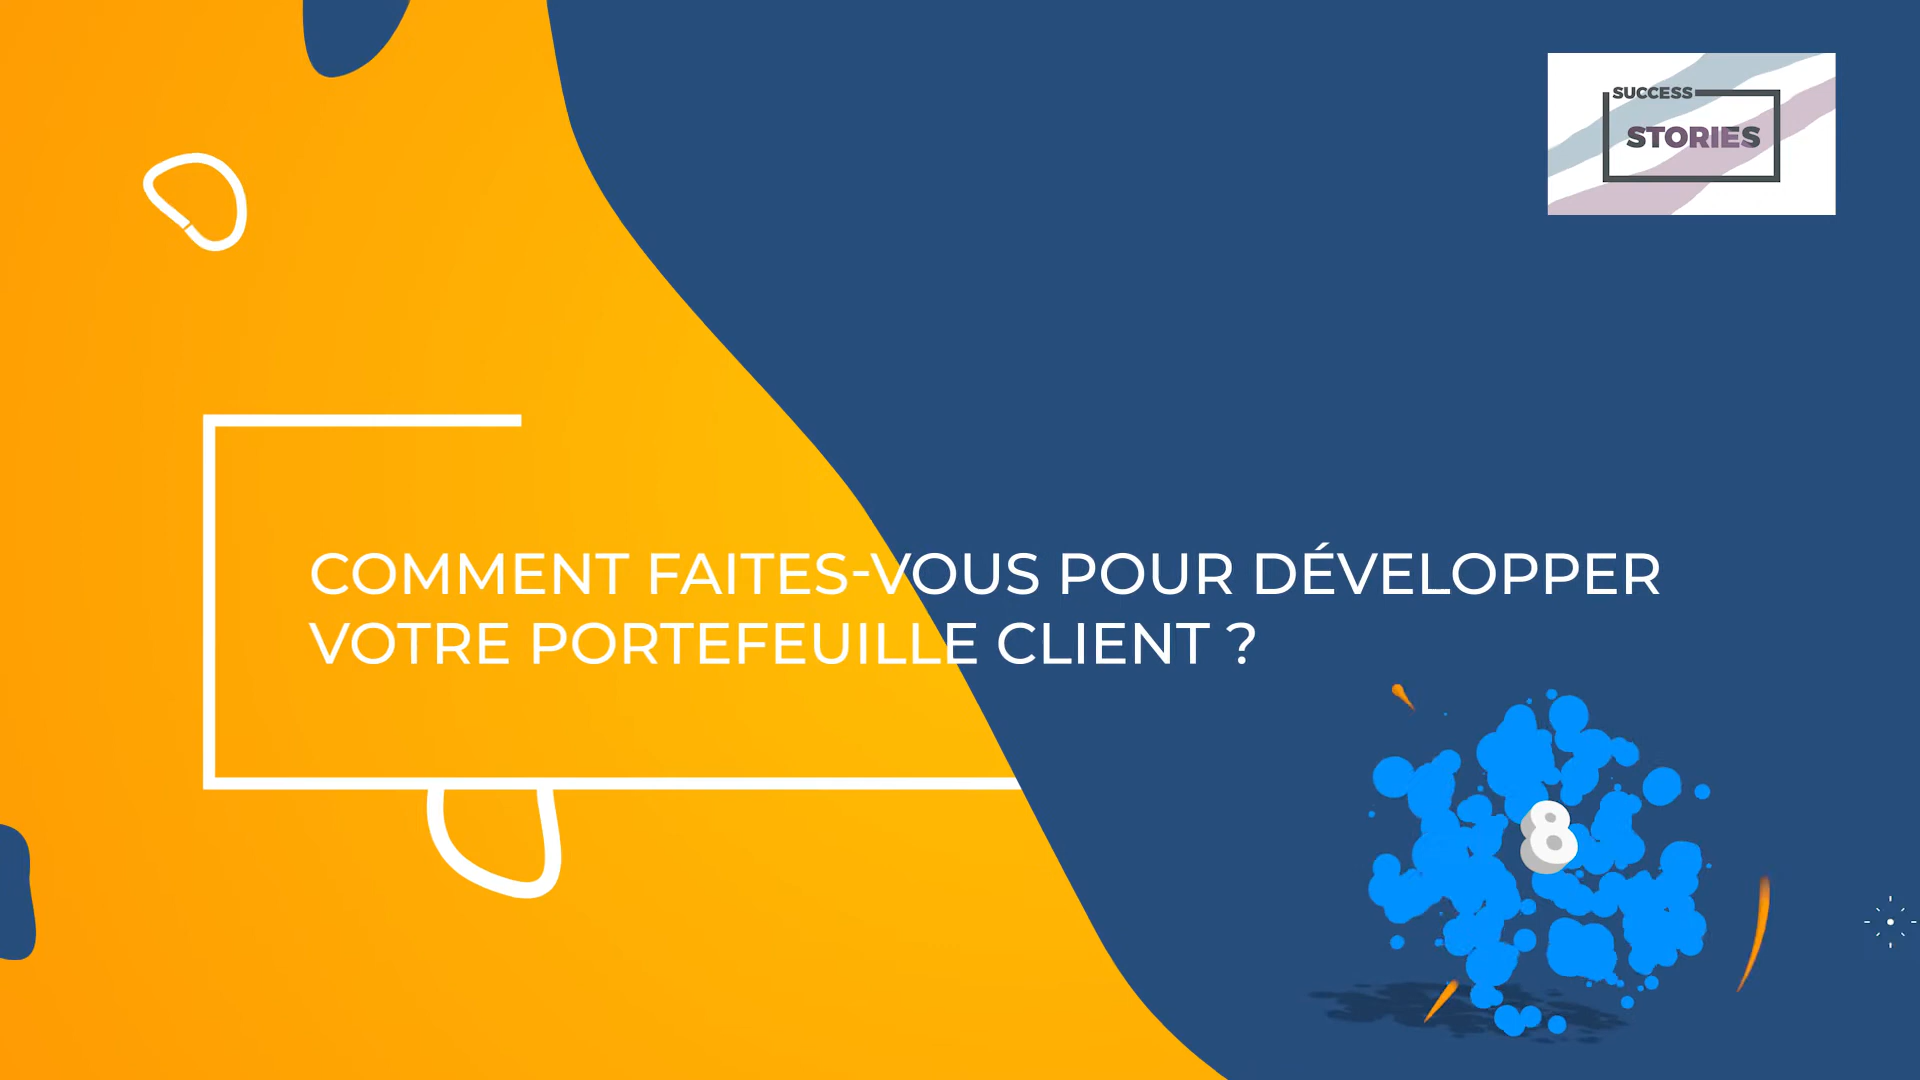 SUCCESS
STORIES
COMMENT FAITES-VOUS POUR DÉVELOPPER
VOTRE PORTEFEUILLE CLIENT ?
8